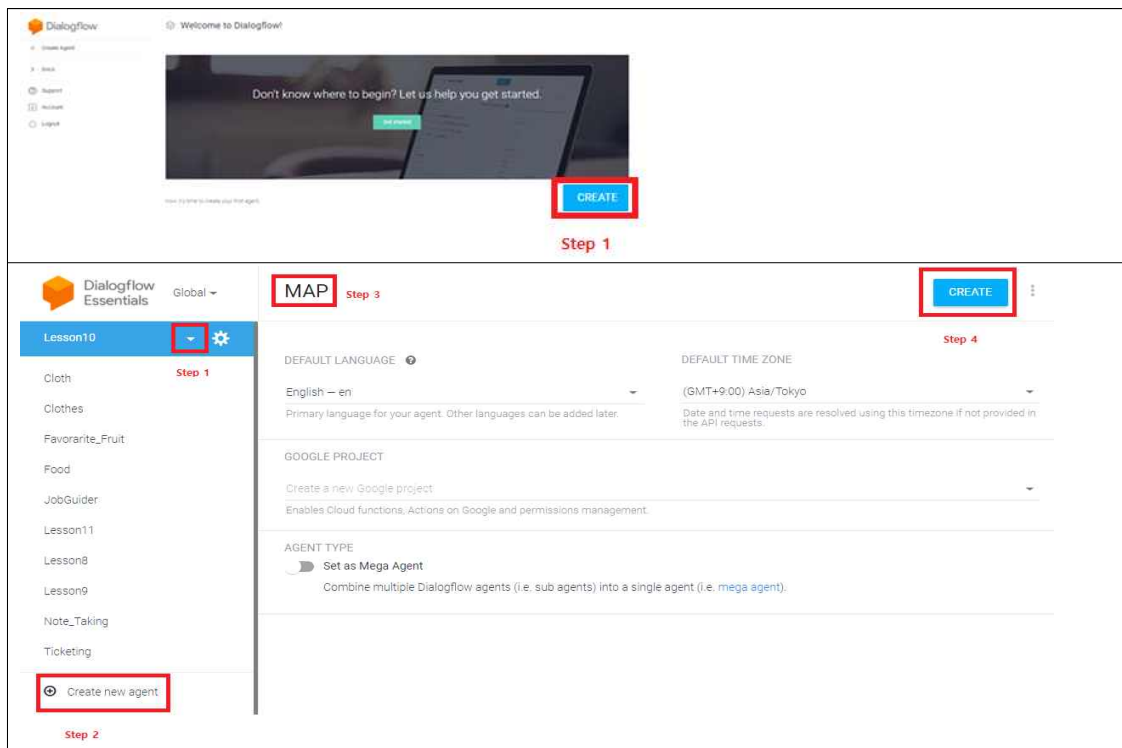 Dialogflow
Welcome to Dialogflow!
Create Agent
Docs
Support
Account
Logout
Don't know where to begin? Let us help you get started.
Get started
CREATE
Step 1
Dialogflow
Essentials
Global
MAP
Step 3
CREATE
Step 4
Lesson10
Step 1
Cloth
Clothes
Favorarite_Fruit
Food
JobGuider
Lesson11
Lesson8
Lesson9
Note_Taking
Ticketing
Create new agent
Step 2
DEFAULT LANGUAGE
English — en
Primary language for your agent. Other languages can be added later.
DEFAULT TIME ZONE
(GMT+9:00) Asia/Tokyo
Date and time requests are resolved using this timezone if not provided in
the API requests.
GOOGLE PROJECT
Create a new Google project
Enables Cloud functions, Actions on Google and permissions management.
AGENT TYPE
Set as Mega Agent
Combine multiple Dialogflow agents (i.e. sub agents) into a single agent (i.e. mega agent).